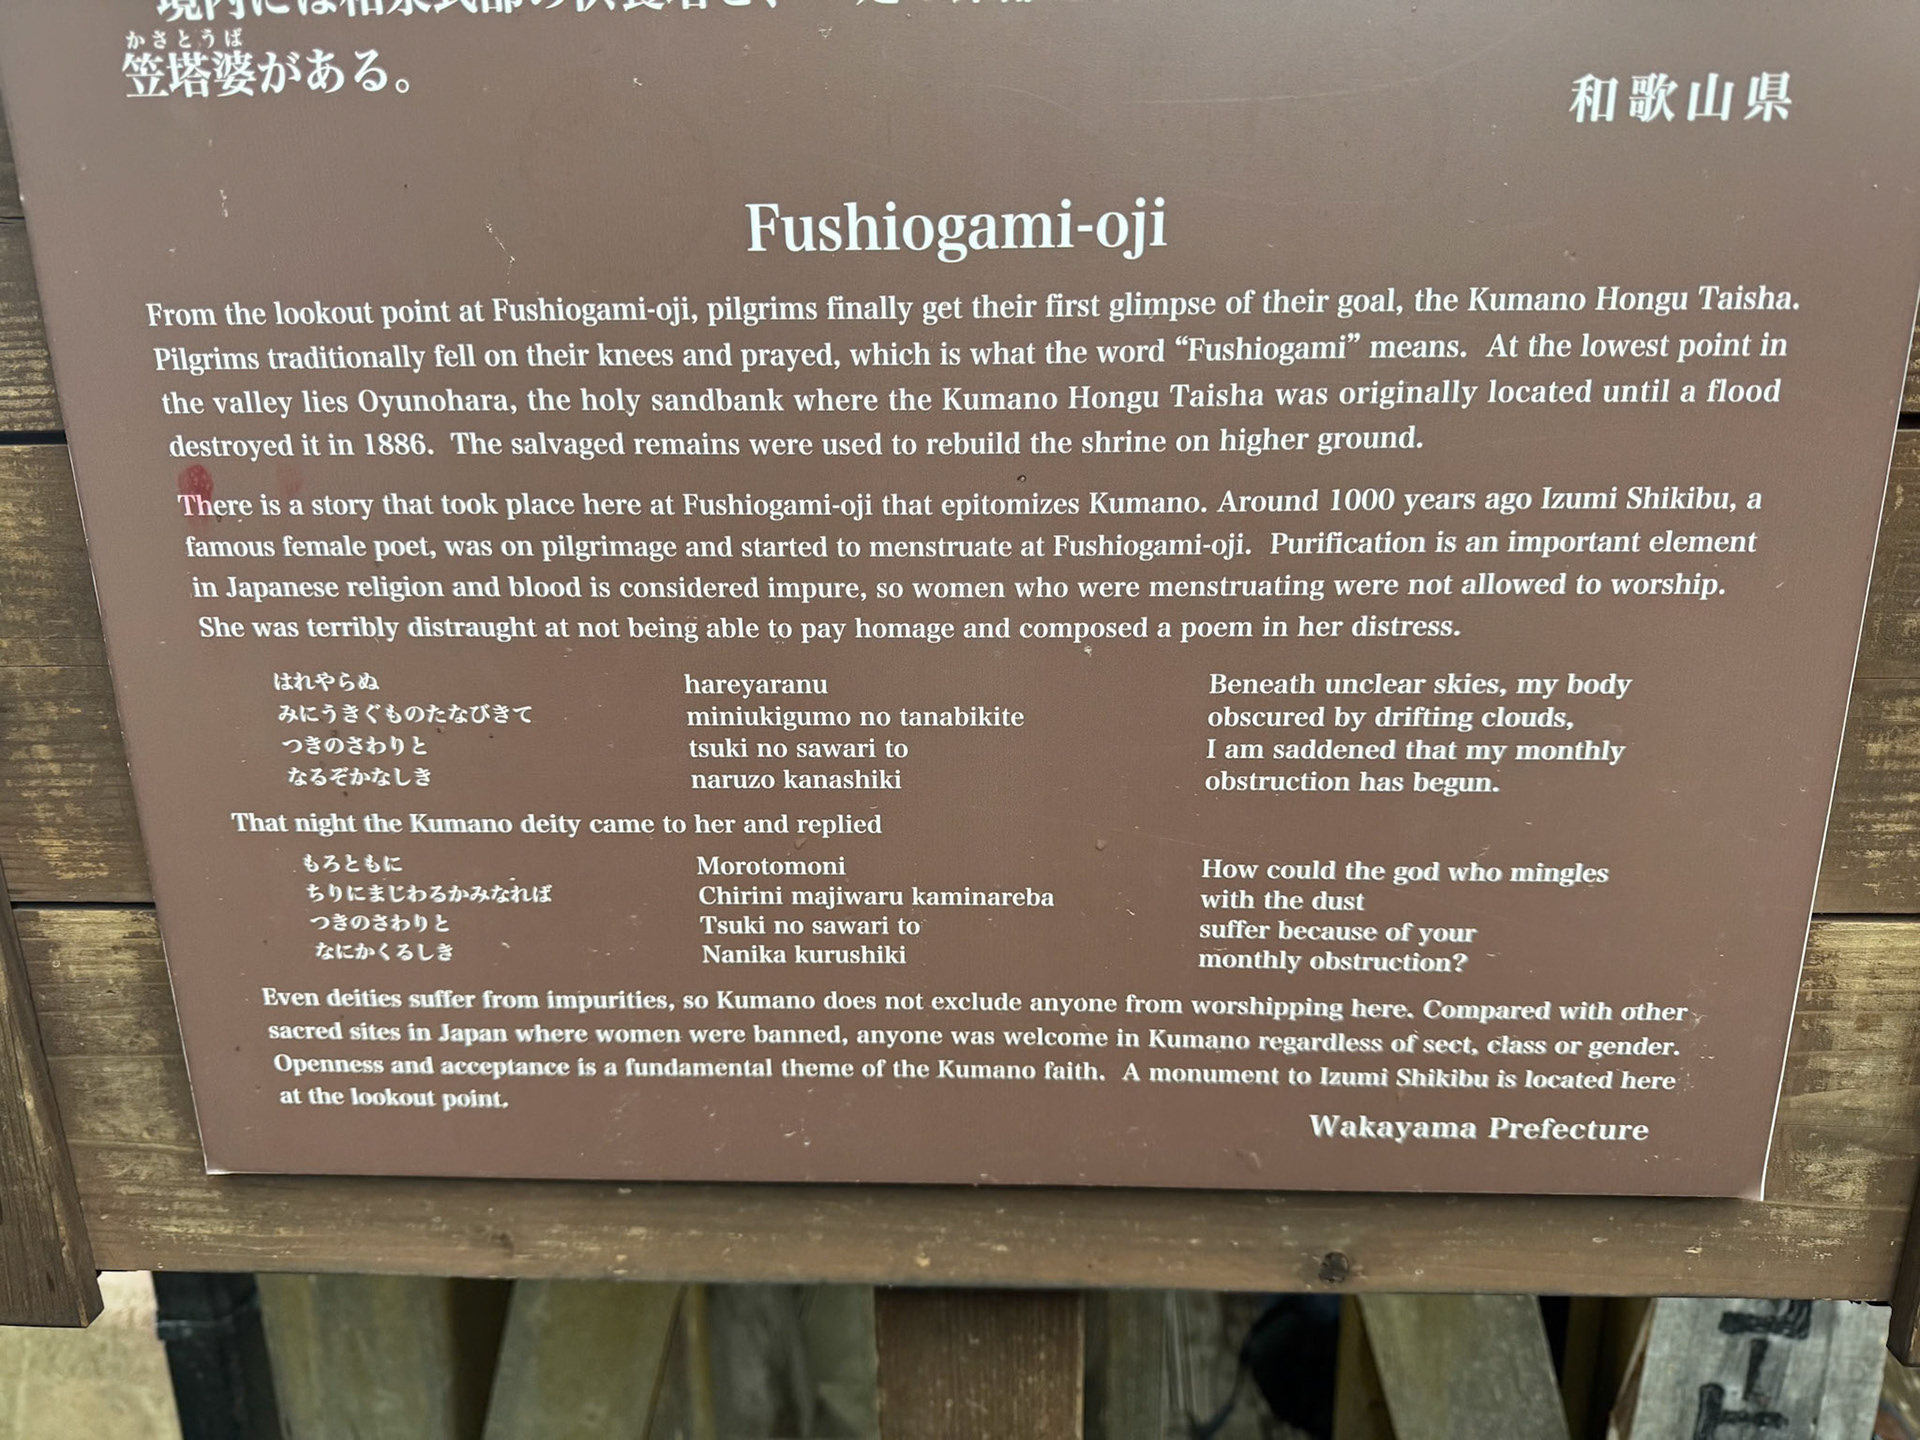 境内には和泉式部の供養塔と、
かさとうば
笠塔婆がある。
和歌山県
Fushiogami-oji
From the lookout point at Fushiogami-oji, pilgrims finally get their first glimpse of their goal, the Kumano Hongu Taisha.
Pilgrims traditionally fell on their knees and prayed, which is what the word “Fushiogami” means. At the lowest point in
the valley lies Oyunohara, the holy sandbank where the Kumano Hongu Taisha was originally located until a flood
destroyed it in 1886. The salvaged remains were used to rebuild the shrine on higher ground.
There is a story that took place here at Fushiogami-oji that epitomizes Kumano. Around 1000 years ago Izumi Shikibu, a
famous female poet, was on pilgrimage and started to menstruate at Fushiogami-oji. Purification is an important element
in Japanese religion and blood is considered impure, so women who were menstruating were not allowed to worship.
She was terribly distraught at not being able to pay homage and composed a poem in her distress.
はれやらぬ hareyaranu Beneath unclear skies, my body
みにうきぐものたなびきて miniukigumo no tanabikite obscured by drifting clouds,
つきのさわりと tsuki no sawari to I am saddened that my monthly
なるぞかなしき naruzo kanashiki obstruction has begun.
That night the Kumano deity came to her and replied
もろともに Morotomoni How could the god who mingles
ちりにまじわるかみなれば Chirini majiwaru kaminareba with the dust
つきのさわりと Tsuki no sawari to suffer because of your
なにかくるしき Nanika kurushiki monthly obstruction?
Even deities suffer from impurities, so Kumano does not exclude anyone from worshipping here. Compared with other
sacred sites in Japan where women were banned, anyone was welcome in Kumano regardless of sect, class or gender.
Openness and acceptance is a fundamental theme of the Kumano faith. A monument to Izumi Shikibu is located here
at the lookout point.
Wakayama Prefecture